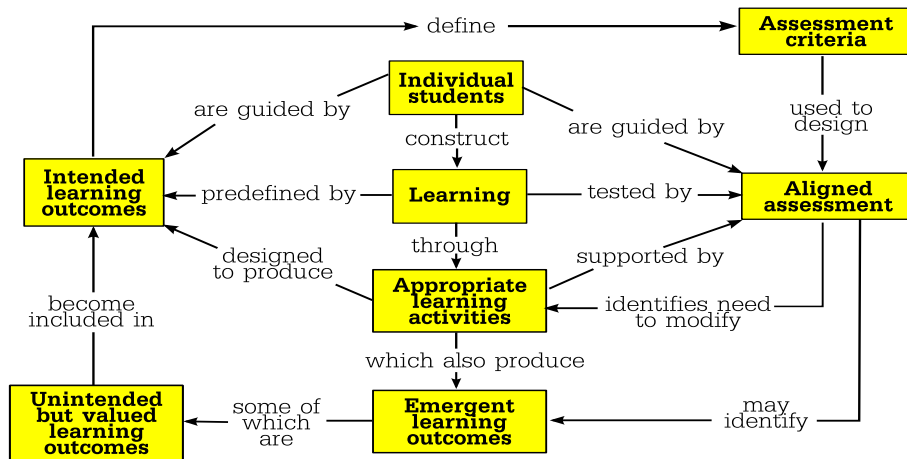 define
Assessment
criteria
Individual
students
are guided by
used to
design
are guided by
construct
Intended
learning
outcomes
predefined by
Learning
tested by
Aligned
assessment
through
designed
to produce
supported by
Appropriate
learning
activities
identifies need
to modify
become
included in
which also produce
Unintended
but valued
learning
outcomes
some of
which
are
Emergent
learning
outcomes
may
identify